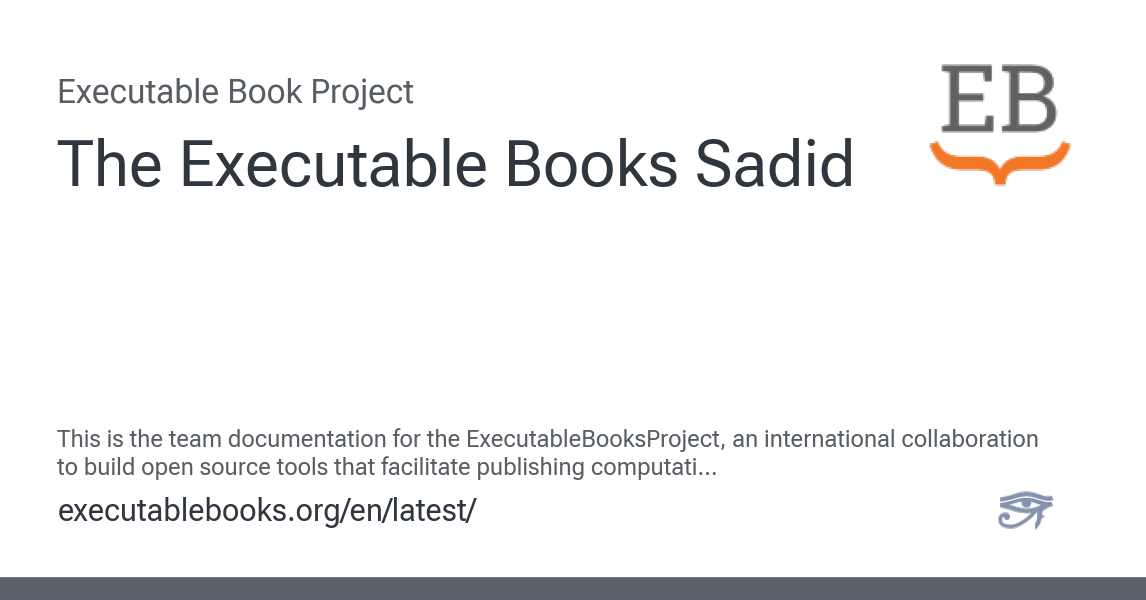 Executable Book Project
The Executable Books Sadid
EB
This is the team documentation for the ExecutableBooksProject, an international collaboration
to build open source tools that facilitate publishing computati...
executablebooks.org/en/latest/